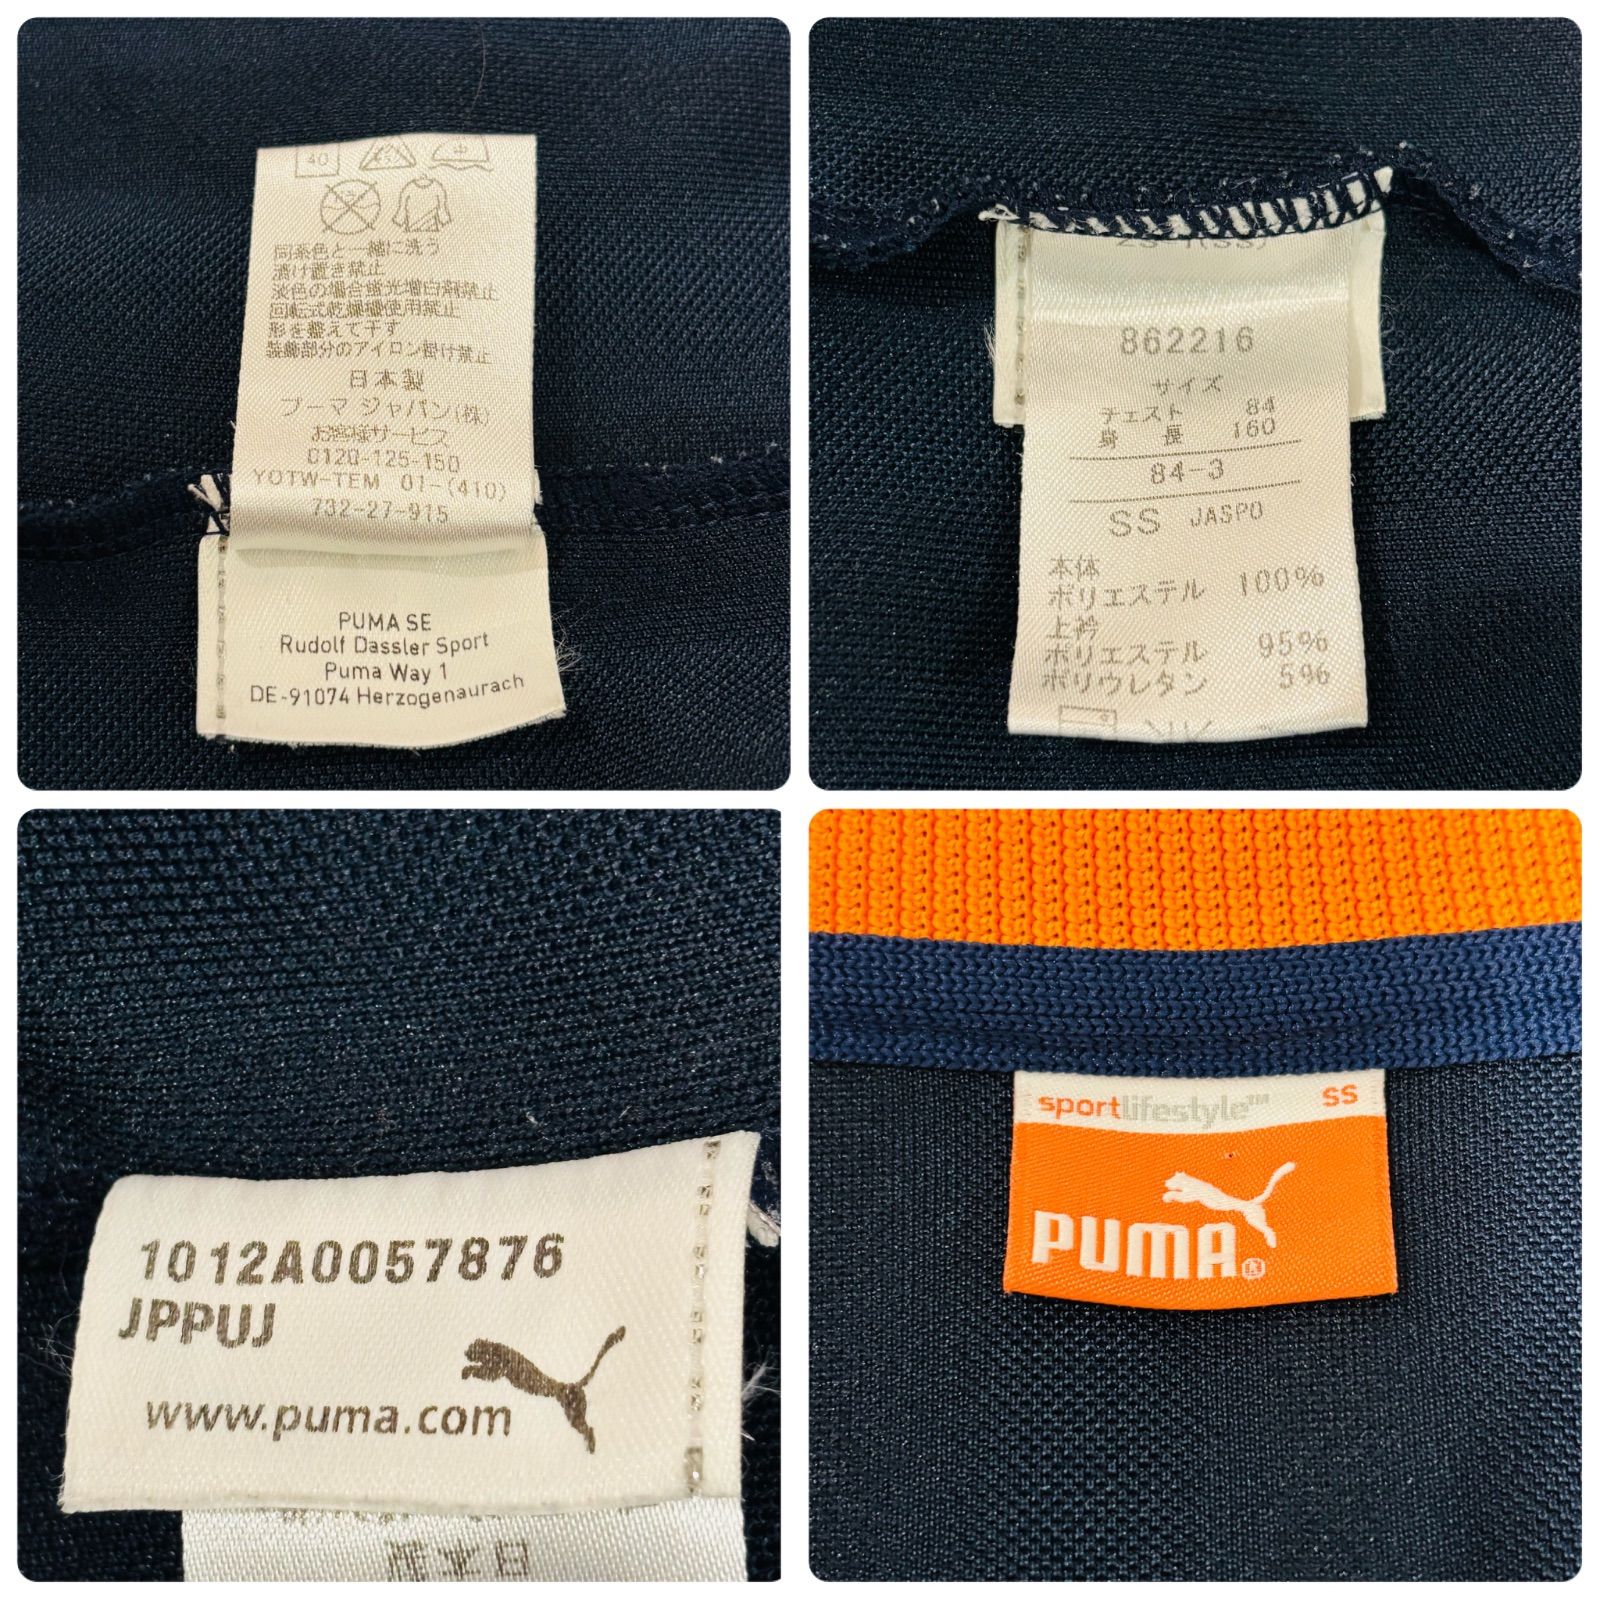 40
同系色と一緒に洗う
漬け置き禁止
淡色の場合蛍光増白剤禁止
回転式乾燥機使用禁止
形を整えて干す
装飾部分のアイロン掛け禁止
日本製
プーマ ジャパン(株)
お客様サービス
0120-125-150
YOTW-TEM 01-(410)
732-27-915
PUMA SE
Rudolf Dassler Sport
Puma Way 1
DE-91074 Herzogenaurach
862216
サイズ
チェスト 84
身長 160
84-3
SS JASPO
本体
ポリエステル 100%
上衿
ポリエステル 95%
ポリウレタン 5%
1012A0057876
JPPUJ
www.puma.com
日本製
sportlifestyle™ SS
PUMA®